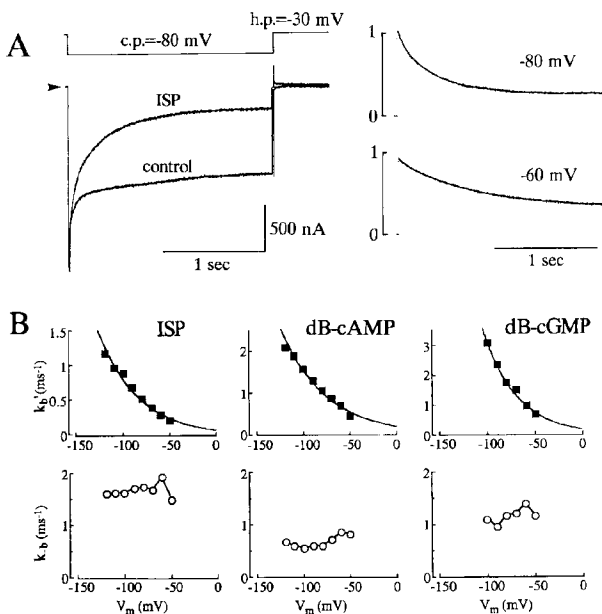 A
h.p.=-30 mV
c.p.=-80 mV
ISP
control
500 nA
1 sec
1
-80 mV
0
1
-60 mV
0
1 sec
B
ISP
dB-cAMP
dB-cGMP
kb' (ms-1)
1.5
1
0.5
0
-150 -100 -50 0
2
1
0
-150 -100 -50 0
3
2
1
0
-150 -100 -50 0
k-b (ms-1)
2
1
0
-150 -100 -50 0
Vm (mV)
2
1
0
-150 -100 -50 0
Vm (mV)
2
1
0
-150 -100 -50 0
Vm (mV)